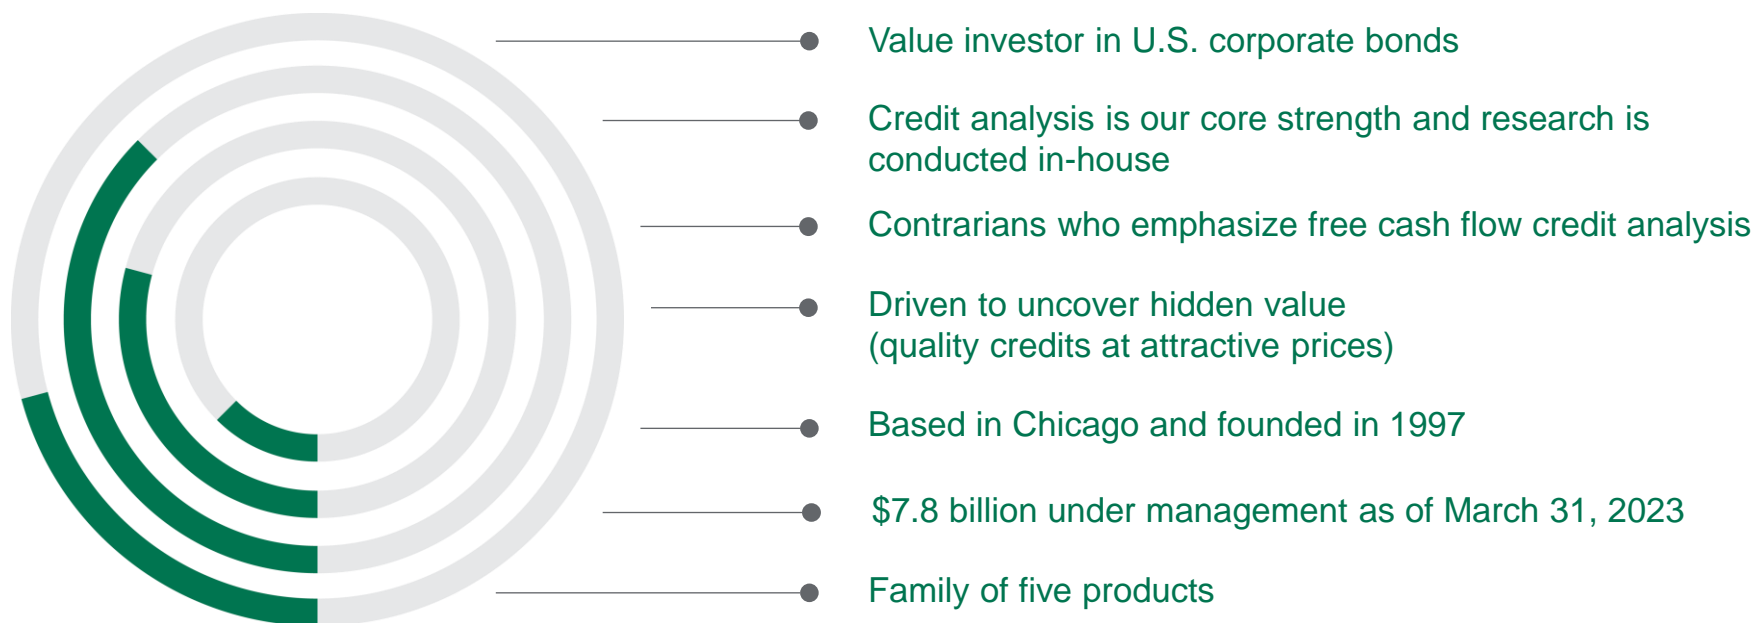 Value investor in U.S. corporate bonds
Credit analysis is our core strength and research is
conducted in-house
Contrarians who emphasize free cash flow credit analysis
Driven to uncover hidden value
(quality credits at attractive prices)
Based in Chicago and founded in 1997
$7.8 billion under management as of March 31, 2023
Family of five products